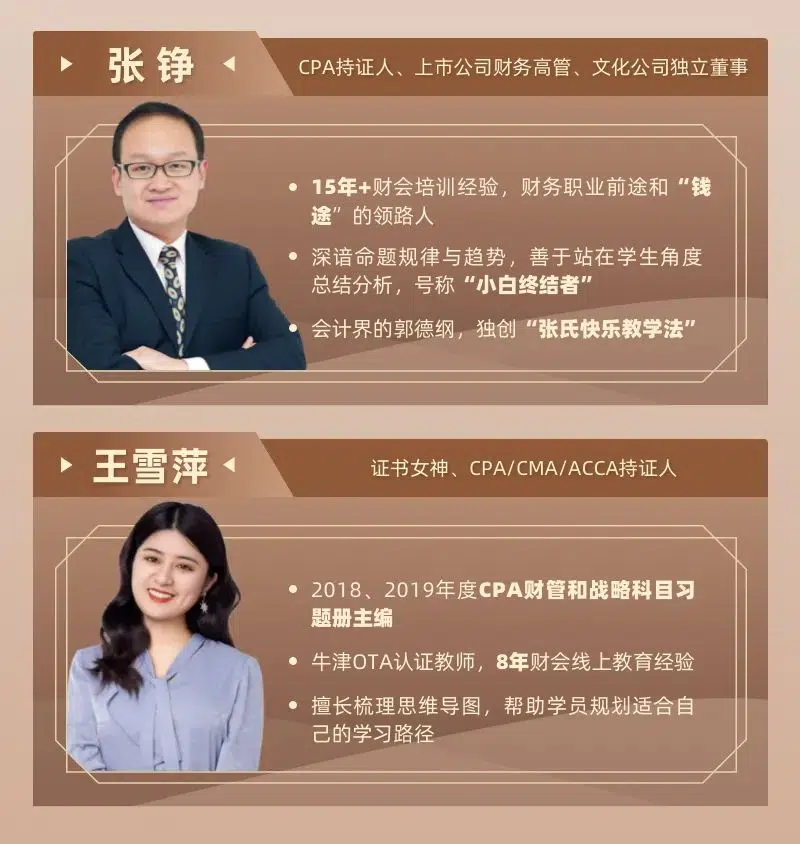 张 铮
CPA持证人、上市公司财务高管、文化公司独立董事
15年+财会培训经验，财务职业前途和“钱
途”的领路人
深谙命题规律与趋势，善于站在学生角度
总结分析，号称“小白终结者”
会计界的郭德纲，独创“张氏快乐教学法”
王雪萍
证书女神、CPA/CMA/ACCA持证人
2018、2019年度CPA财管和战略科目习
题册主编
牛津OTA认证教师，8年财会线上教育经验
擅长梳理思维导图，帮助学员规划适合自
己的学习路径